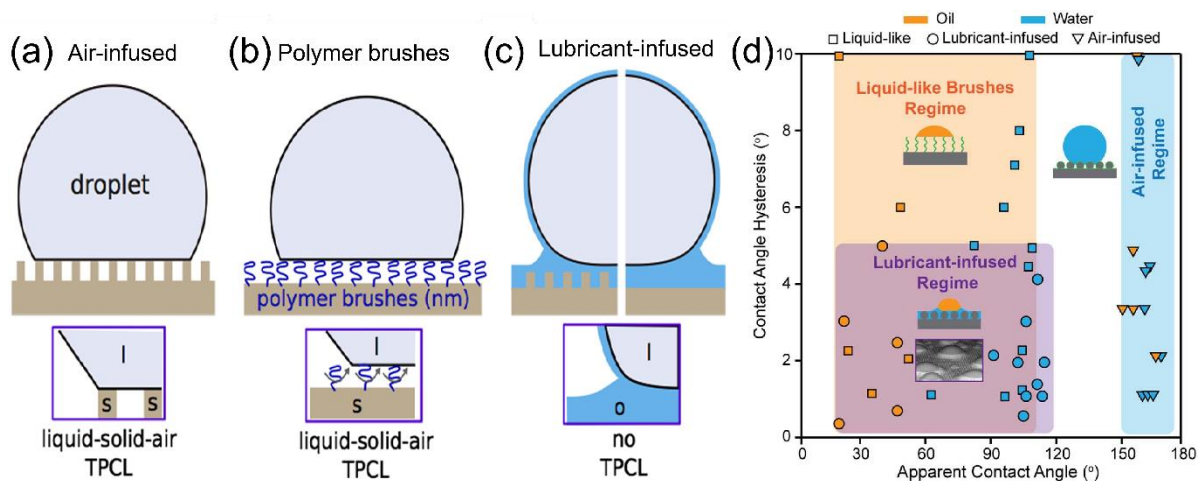 (a) Air-infused
droplet
l
s s
liquid-solid-air
TPCL
(b) Polymer brushes
polymer brushes (nm)
l
s
liquid-solid-air
TPCL
(c) Lubricant-infused
l
o
no
TPCL
(d)
Oil Water
Liquid-like Lubricant-infused Air-infused
Contact Angle Hysteresis (°)
10
8
6
4
2
0
Liquid-like Brushes
Regime
Lubricant-infused
Regime
Air-infused
Regime
0 30 60 90 120 150 180
Apparent Contact Angle (°)